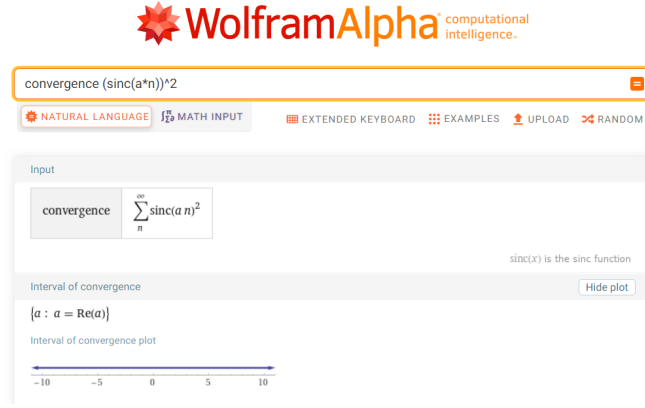 WolframAlpha computational intelligence.
convergence (sinc(a*n))^2
NATURAL LANGUAGE MATH INPUT EXTENDED KEYBOARD EXAMPLES UPLOAD RANDOM
Input
convergence ∑_n^∞ sinc(a n)^2
sinc(x) is the sinc function
Interval of convergence Hide plot
{a : a = Re(a)}
Interval of convergence plot
-10 -5 0 5 10